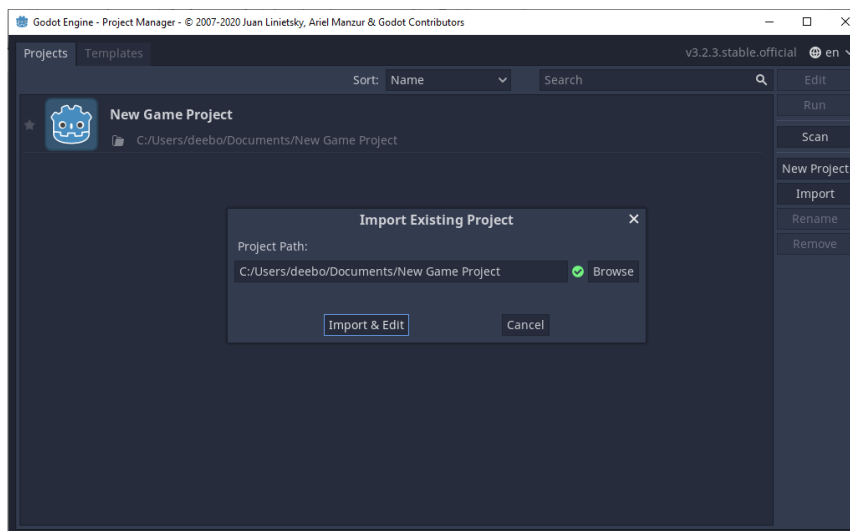 Godot Engine - Project Manager - © 2007-2020 Juan Linietsky, Ariel Manzur & Godot Contributors
Projects Templates v3.2.3.stable.official en
Sort: Name Search Edit
Run
New Game Project
C:/Users/deebo/Documents/New Game Project
Scan
New Project
Import
Rename
Remove
Import Existing Project
Project Path:
C:/Users/deebo/Documents/New Game Project Browse
Import & Edit Cancel